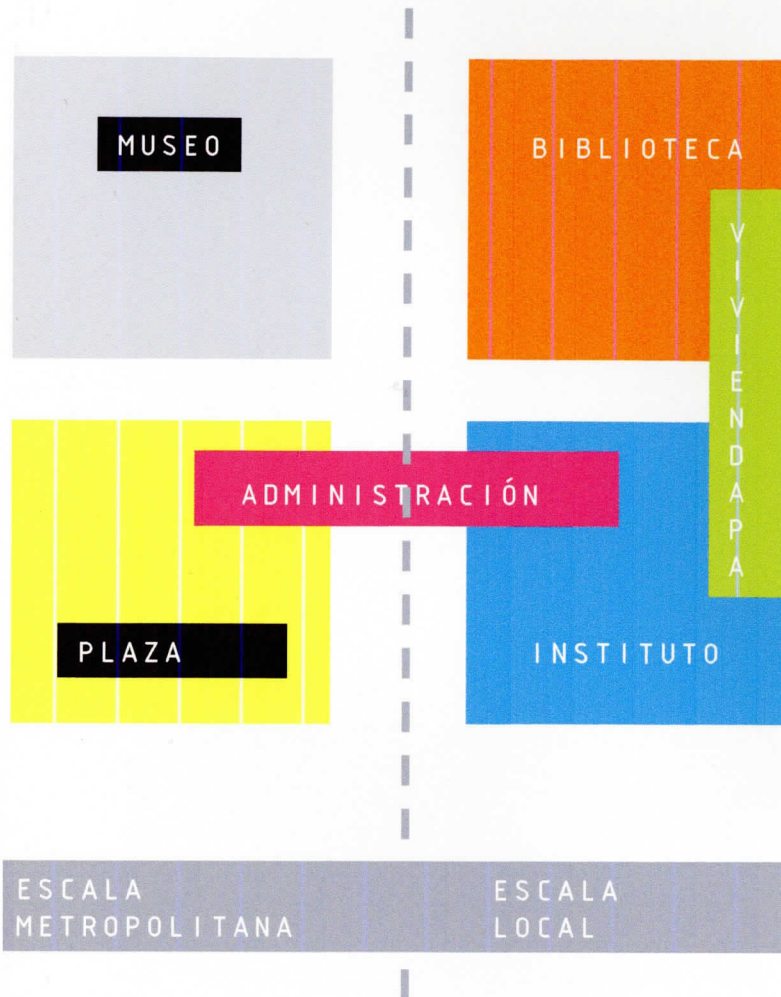 MUSEO
BIBLIOTECA
VIVIENDAPA
ADMINISTRACIÓN
PLAZA
INSTITUTO
ESCALA
METROPOLITANA
ESCALA
LOCAL